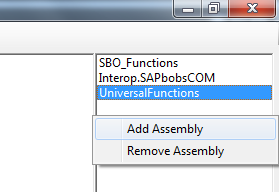 SBO_Functions
Interop.SAPbobsCOM
UniversalFunctions
Add Assembly
Remove Assembly